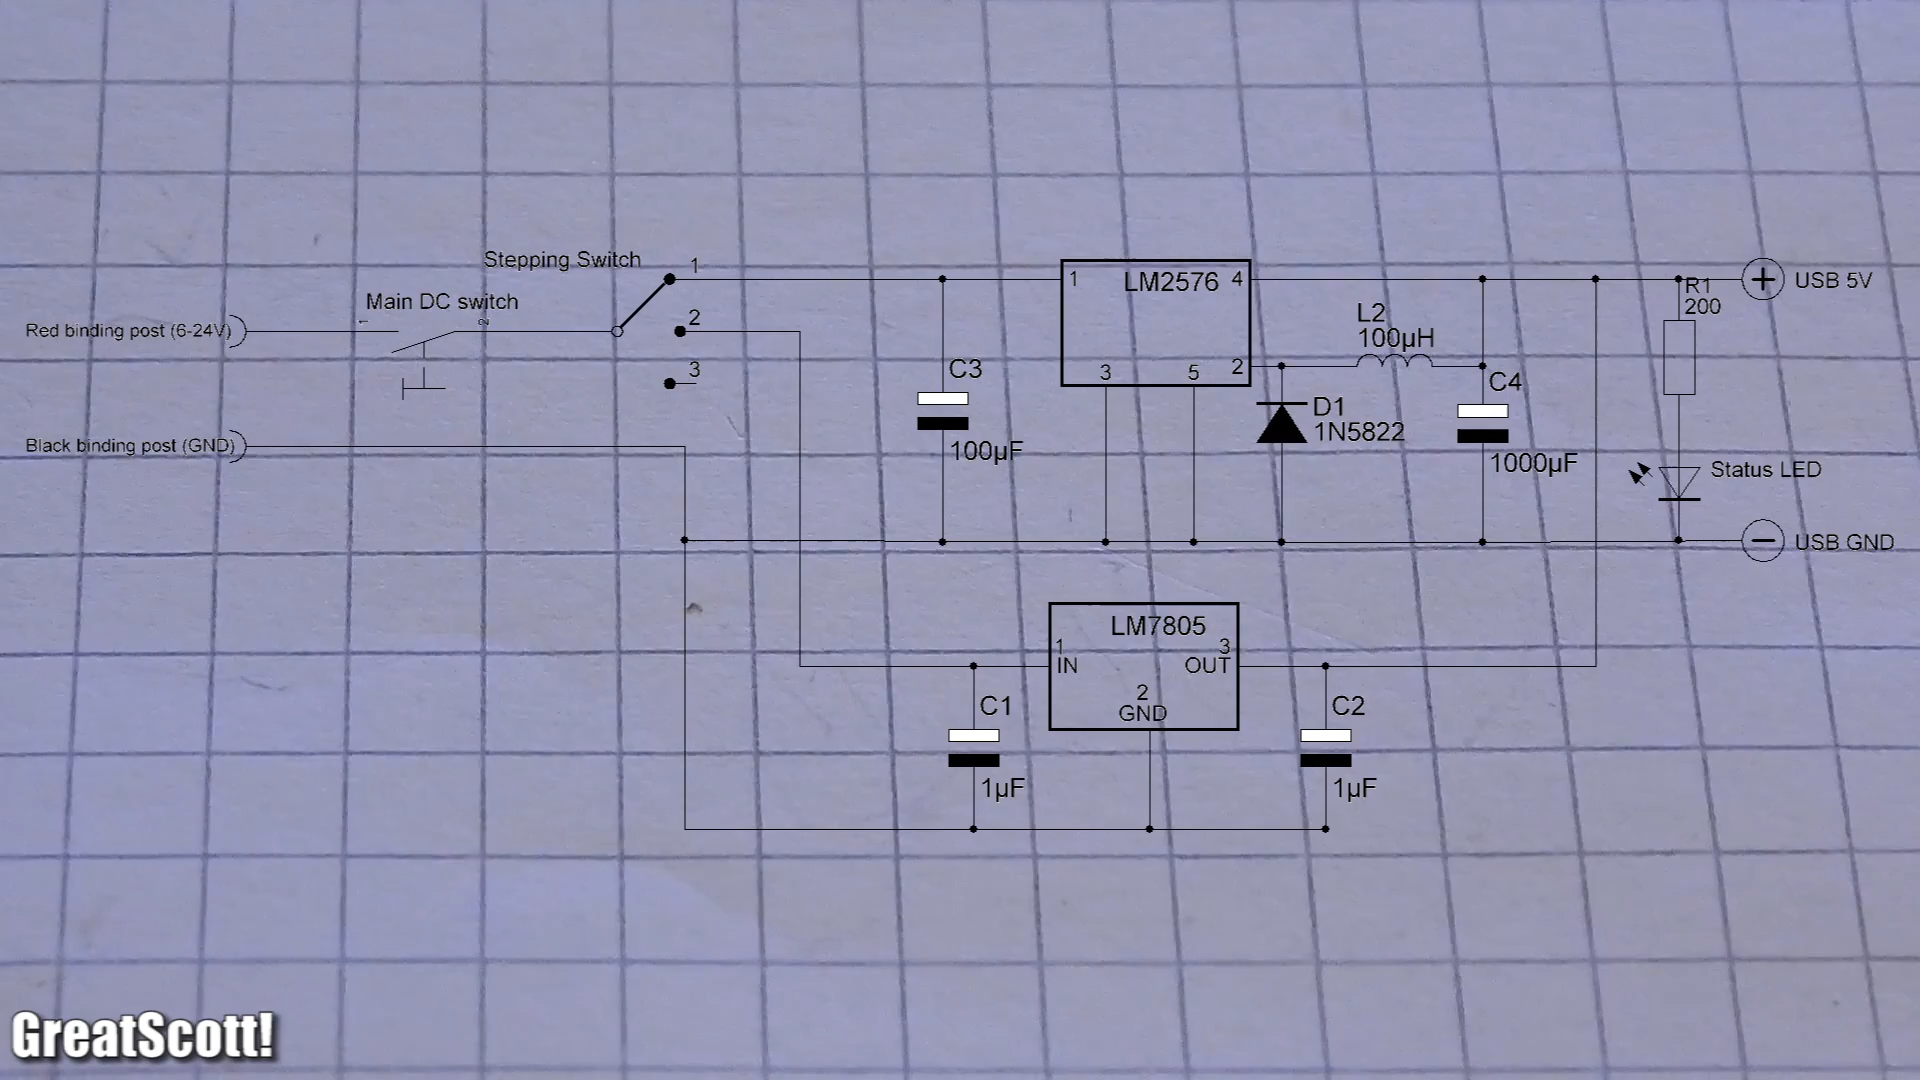 Stepping Switch
1
Main DC switch
Red binding post (6-24V)
1
2
2
3
Black binding post (GND)
C3
100µF
LM2576
1
4
3
5
2
L2
100µH
D1
1N5822
C4
1000µF
R1
200
USB 5V
Status LED
USB GND
LM7805
1
IN
3
OUT
2
GND
C1
1µF
C2
1µF
GreatScott!